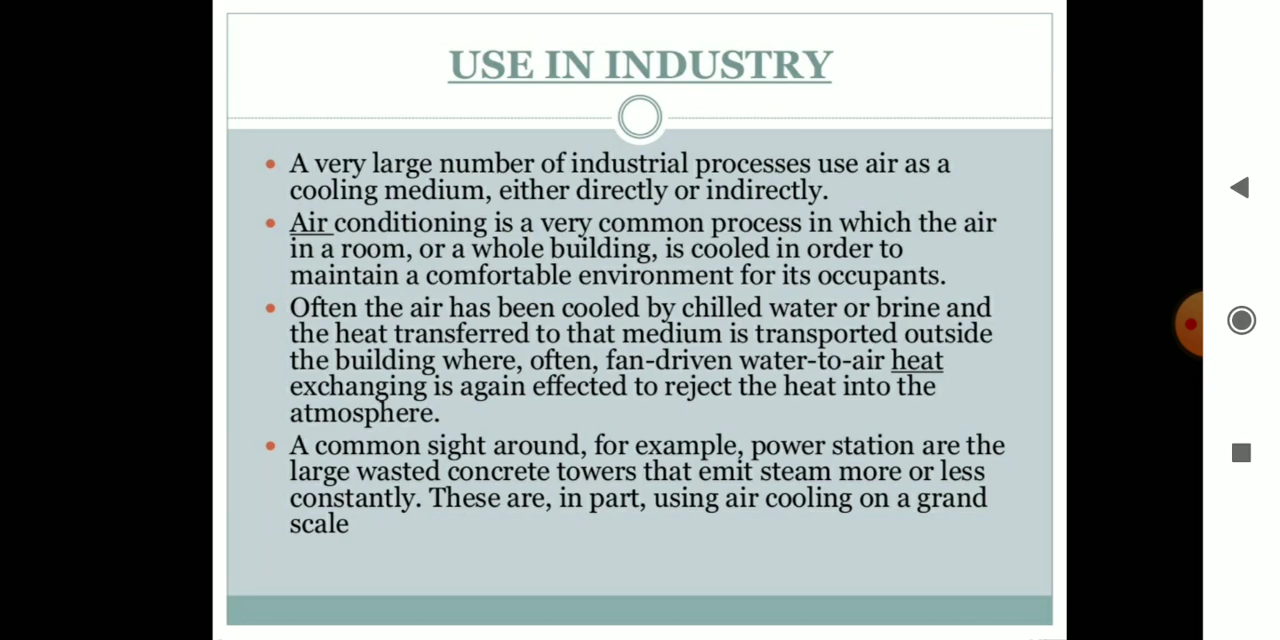 USE IN INDUSTRY
A very large number of industrial processes use air as a
cooling medium, either directly or indirectly.
Air conditioning is a very common process in which the air
in a room, or a whole building, is cooled in order to
maintain a comfortable environment for its occupants.
Often the air has been cooled by chilled water or brine and
the heat transferred to that medium is transported outside
the building where, often, fan-driven water-to-air heat
exchanging is again effected to reject the heat into the
atmosphere.
A common sight around, for example, power station are the
large wasted concrete towers that emit steam more or less
constantly. These are, in part, using air cooling on a grand
scale